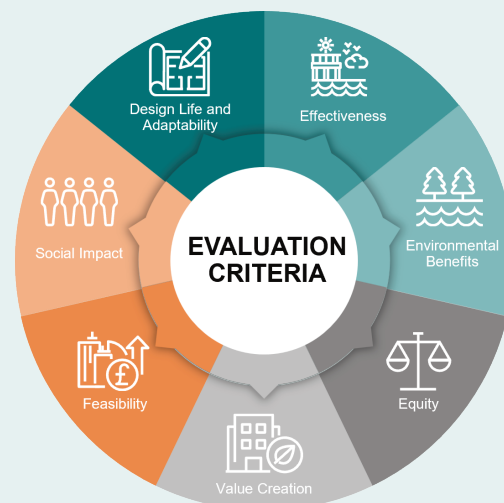 Design Life and
Adaptability
Effectiveness
Social Impact
EVALUATION
CRITERIA
Environmental
Benefits
£
Feasibility
Equity
Value Creation